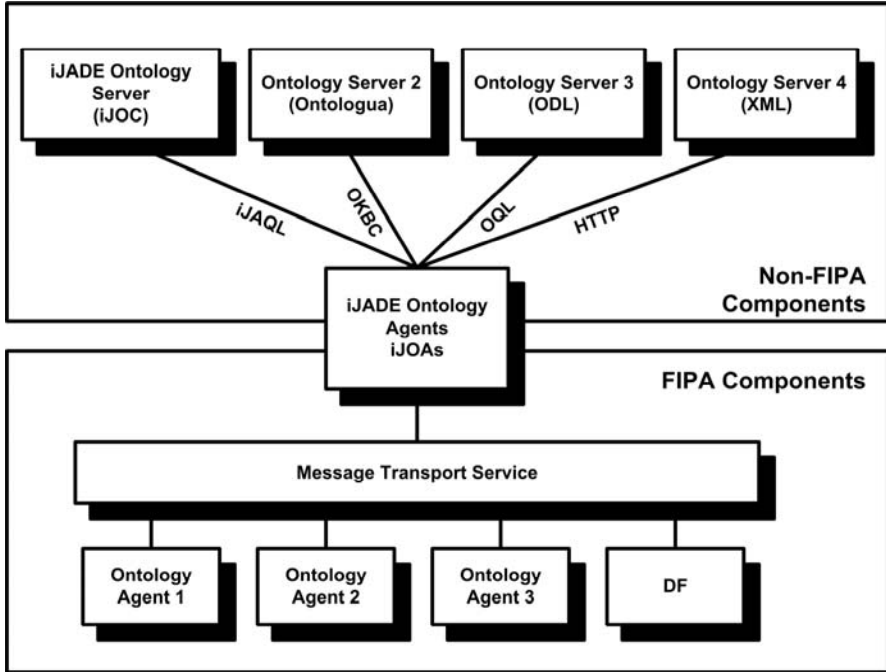 iJADE Ontology
Server
(iJOC)
Ontology Server 2
(Ontologua)
Ontology Server 3
(ODL)
Ontology Server 4
(XML)
iJAQL
OKBC
OQL
HTTP
Non-FIPA
Components
iJADE Ontology
Agents
iJOAs
FIPA Components
Message Transport Service
Ontology
Agent 1
Ontology
Agent 2
Ontology
Agent 3
DF